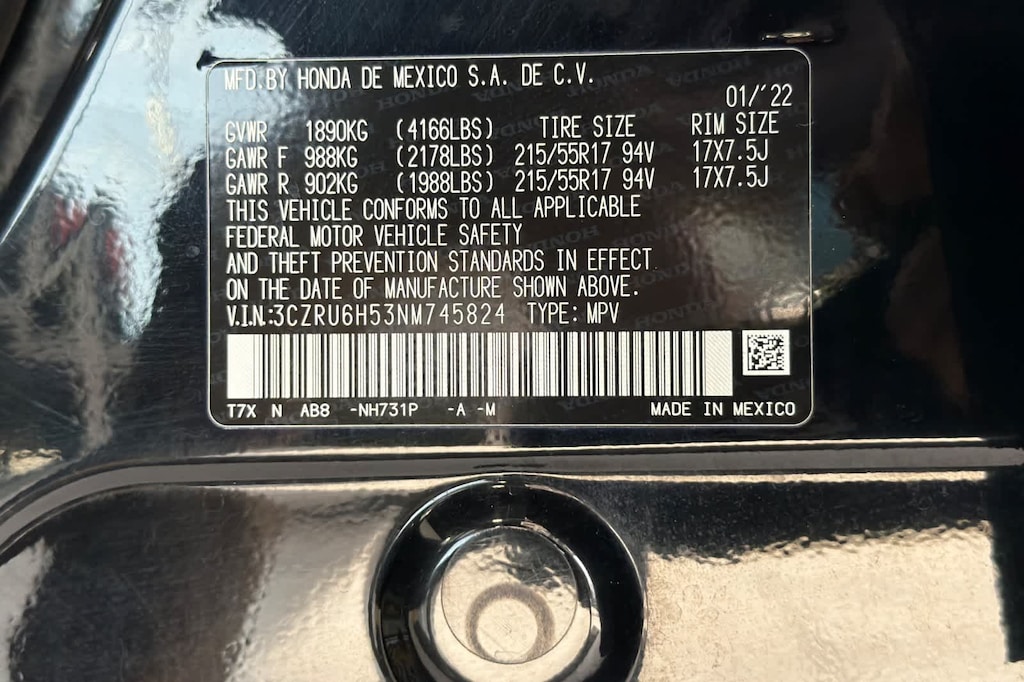 MFD. BY HONDA DE MEXICO S.A. DE C.V.
01/'22
GVWR 1890KG (4166LBS) TIRE SIZE RIM SIZE
GAWR F 988KG (2178LBS) 215/55R17 94V 17X7.5J
GAWR R 902KG (1988LBS) 215/55R17 94V 17X7.5J
THIS VEHICLE CONFORMS TO ALL APPLICABLE
FEDERAL MOTOR VEHICLE SAFETY
AND THEFT PREVENTION STANDARDS IN EFFECT
ON THE DATE OF MANUFACTURE SHOWN ABOVE.
V.I.N.:3CZRU6H53NM745824 TYPE: MPV
T7X N AB8 -NH731P -A -M MADE IN MEXICO